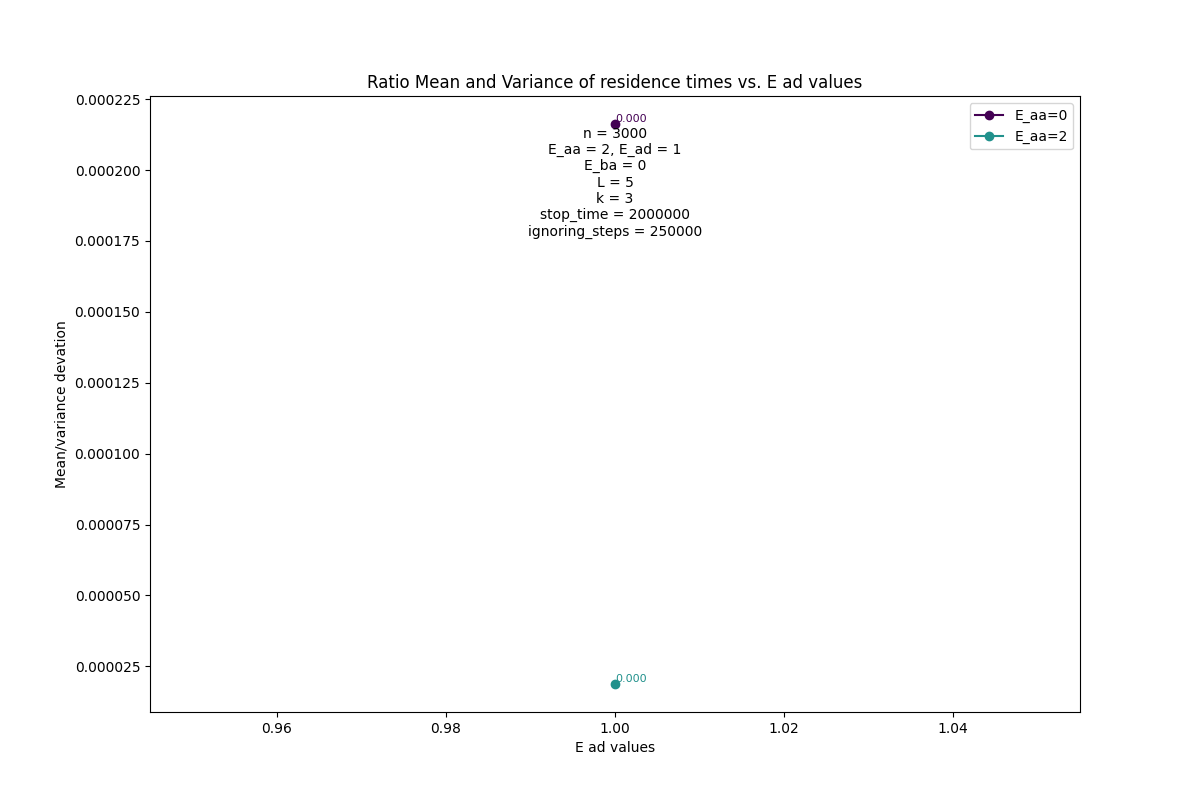 Ratio Mean and Variance of residence times vs. E ad values
0.000225
0.000200
0.000175
0.000150
0.000125
0.000100
0.000075
0.000050
0.000025
Mean/variance devation
0.000
n = 3000
E_aa = 2, E_ad = 1
E_ba = 0
L = 5
k = 3
stop_time = 2000000
ignoring_steps = 250000
E_aa=0
E_aa=2
0.000
0.96
0.98
1.00
1.02
1.04
E ad values